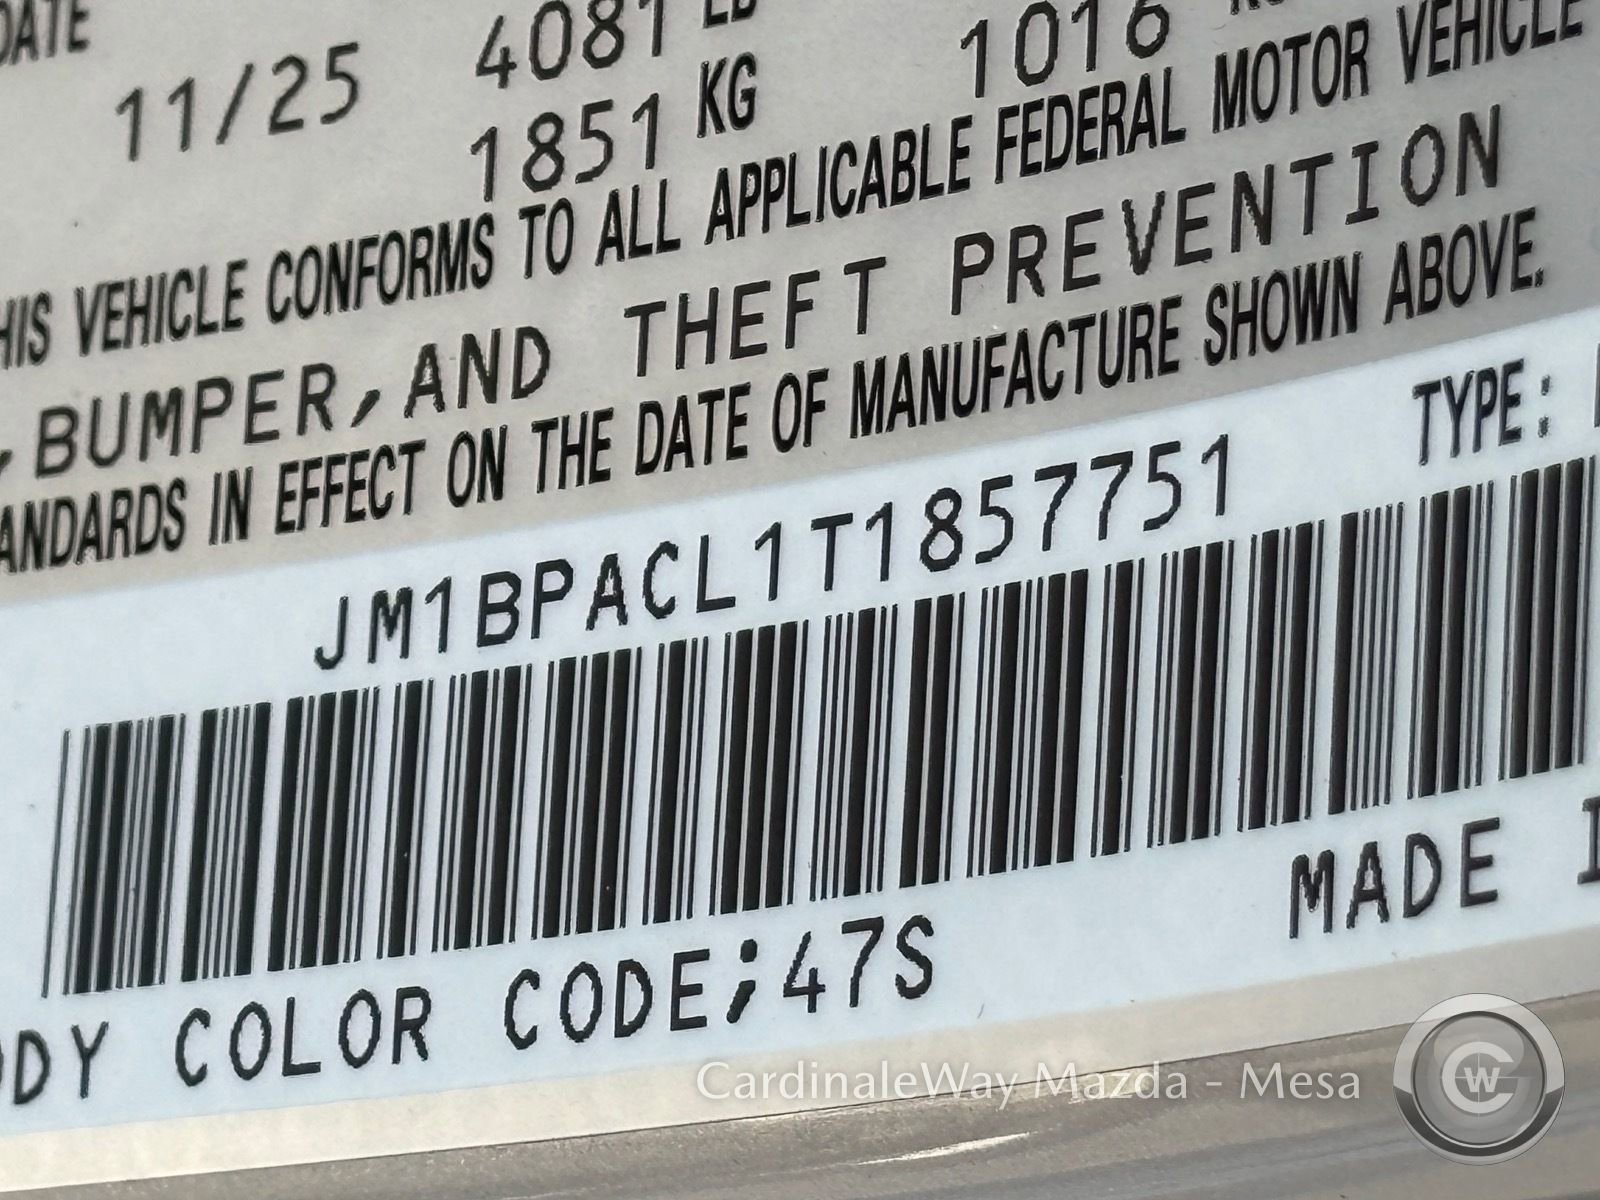 DATE
11/25 4081 LB 1016
1851 KG
HIS VEHICLE CONFORMS TO ALL APPLICABLE FEDERAL MOTOR VEHICLE
, BUMPER, AND THEFT PREVENTION
ANDARDS IN EFFECT ON THE DATE OF MANUFACTURE SHOWN ABOVE.
JM1BPACL1T1857751 TYPE:
DY COLOR CODE;47S MADE I
CardinaleWay Mazda - Mesa
CW